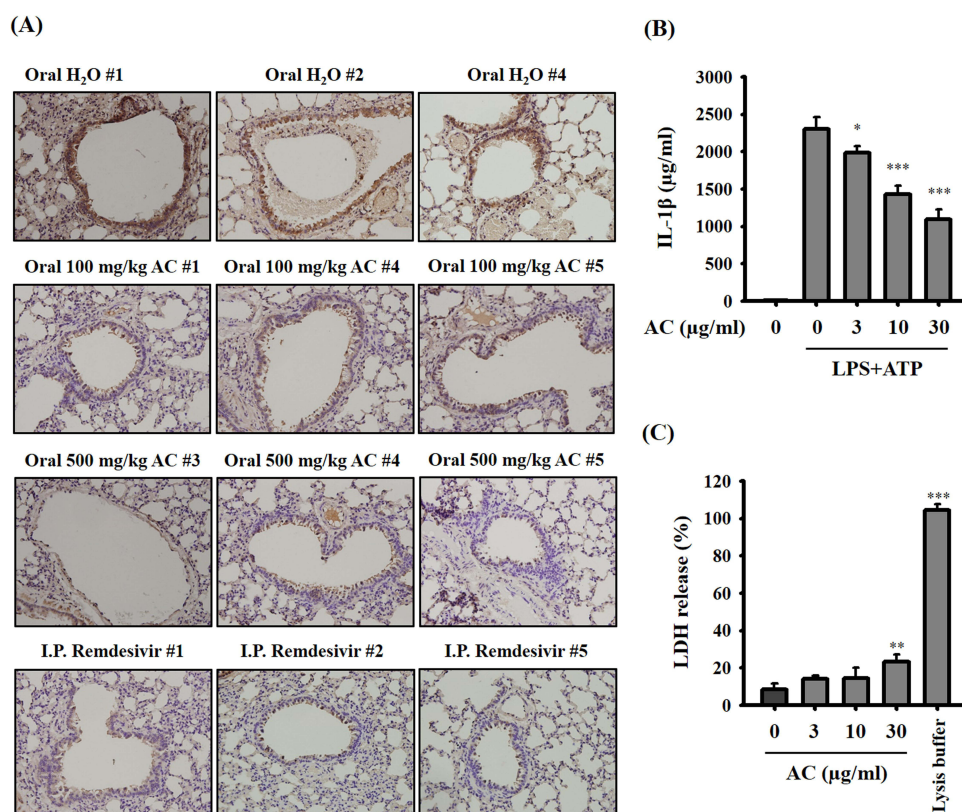 (A)
Oral H₂O #1 Oral H₂O #2 Oral H₂O #4
Oral 100 mg/kg AC #1 Oral 100 mg/kg AC #4 Oral 100 mg/kg AC #5
Oral 500 mg/kg AC #3 Oral 500 mg/kg AC #4 Oral 500 mg/kg AC #5
I.P. Remdesivir #1 I.P. Remdesivir #2 I.P. Remdesivir #5
(B)
IL-1β (µg/ml)
3000
2500
2000
1500
1000
500
0
*
***
***
AC (µg/ml) 0 0 3 10 30
LPS+ATP
(C)
LDH release (%)
120
100
80
60
40
20
0
**
***
0 3 10 30 Lysis buffer
AC (µg/ml)